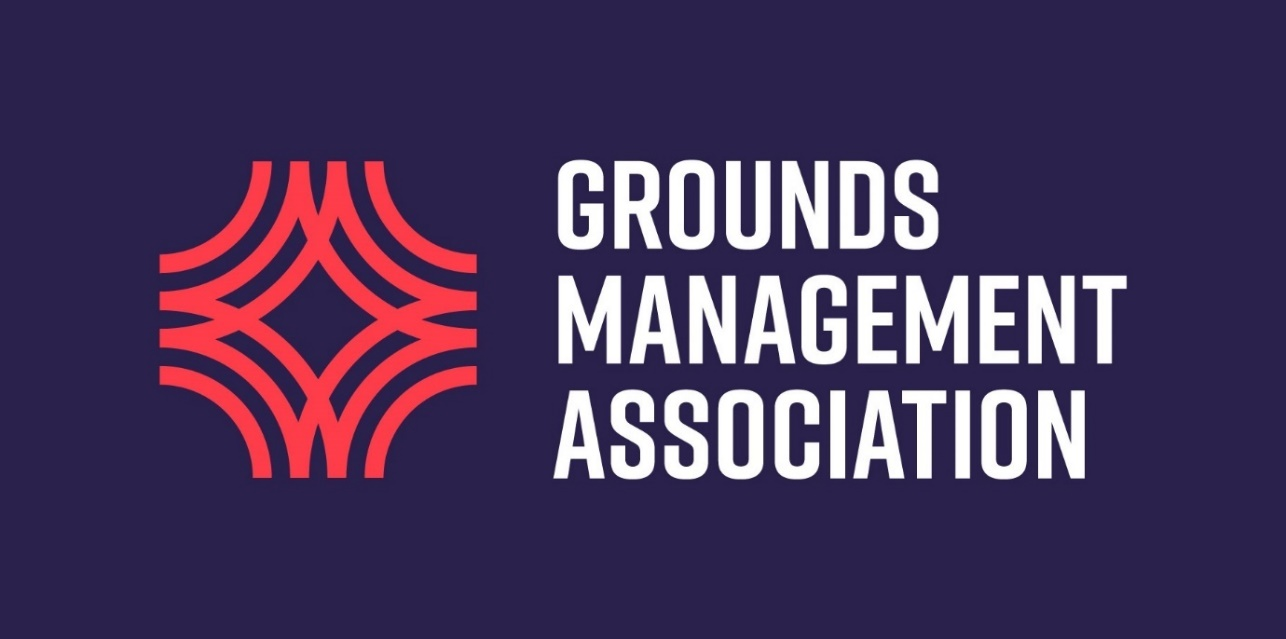 GROUNDS
MANAGEMENT
ASSOCIATION